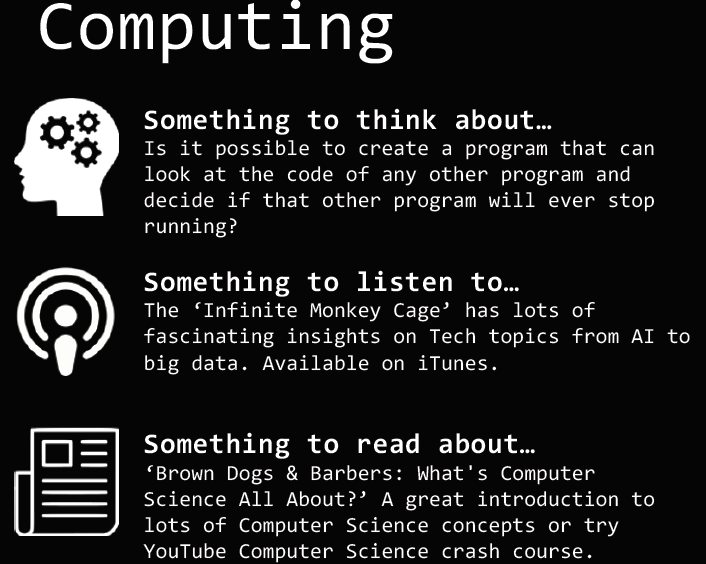 Computing
Something to think about…
Is it possible to create a program that can
look at the code of any other program and
decide if that other program will ever stop
running?
Something to listen to…
The ‘Infinite Monkey Cage’ has lots of
fascinating insights on Tech topics from AI to
big data. Available on iTunes.
Something to read about…
‘Brown Dogs & Barbers: What's Computer
Science All About?’ A great introduction to
lots of Computer Science concepts or try
YouTube Computer Science crash course.